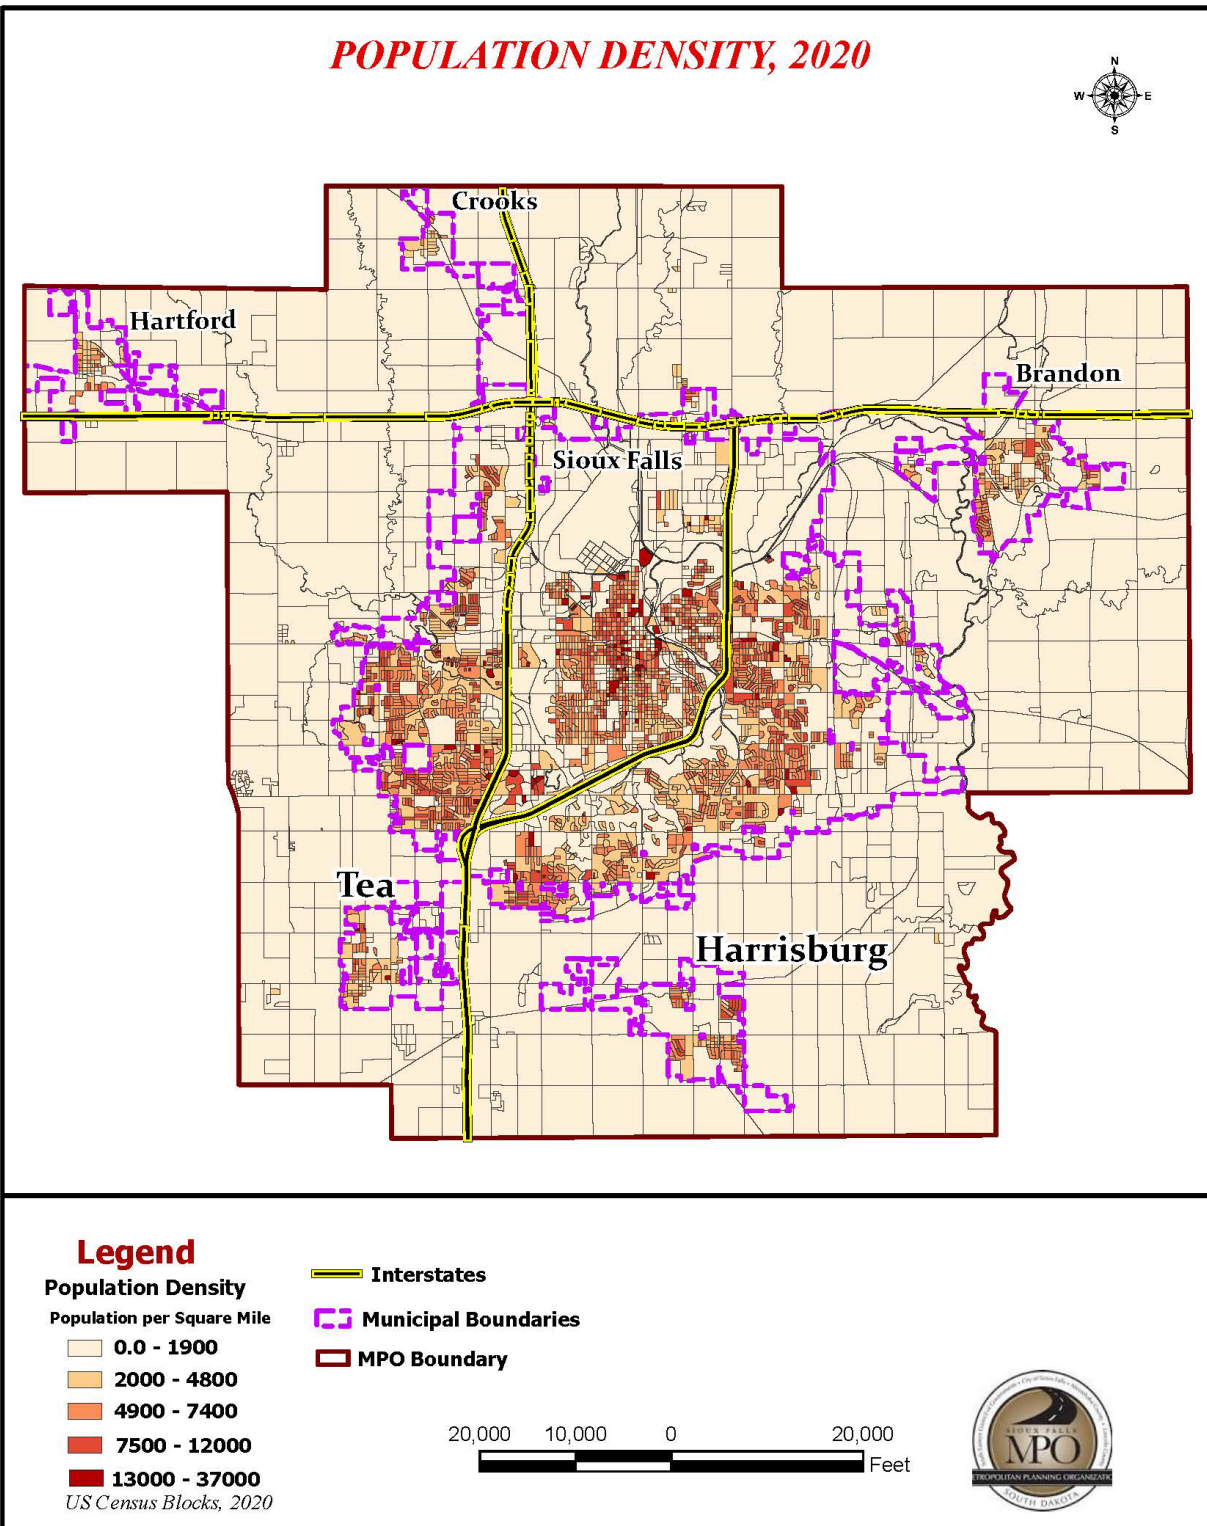 POPULATION DENSITY, 2020
N
W E
S
Crooks
Hartford
Brandon
Sioux Falls
Tea
Harrisburg
Legend
Population Density
Population per Square Mile
0.0 - 1900
2000 - 4800
4900 - 7400
7500 - 12000
13000 - 37000
US Census Blocks, 2020
Interstates
Municipal Boundaries
MPO Boundary
20,000 10,000 0 20,000
Feet
SIOUX FALLS
MPO
ETROPOLITAN PLANNING ORGANIZATIO
SOUTH DAKOTA